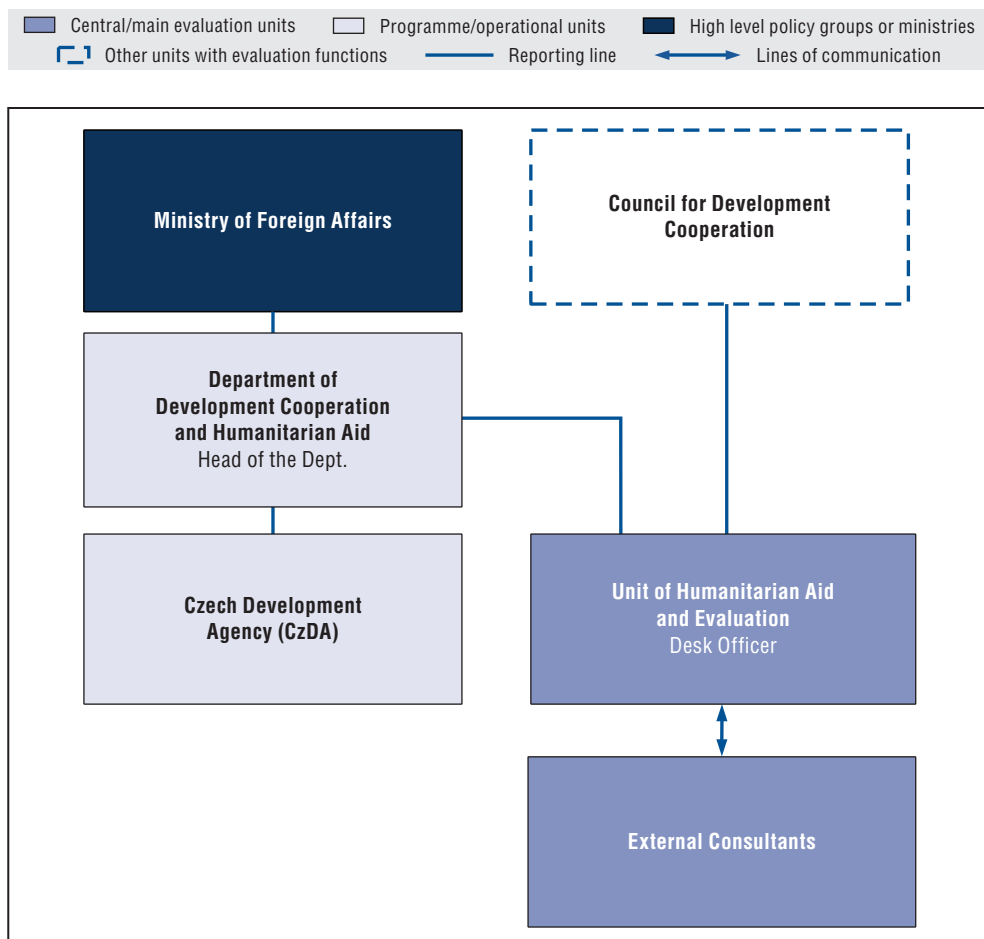 Central/main evaluation units
Programme/operational units
High level policy groups or ministries
Other units with evaluation functions
Reporting line
Lines of communication
Ministry of Foreign Affairs
Council for Development
Cooperation
Department of
Development Cooperation
and Humanitarian Aid
Head of the Dept.
Czech Development
Agency (CzDA)
Unit of Humanitarian Aid
and Evaluation
Desk Officer
External Consultants